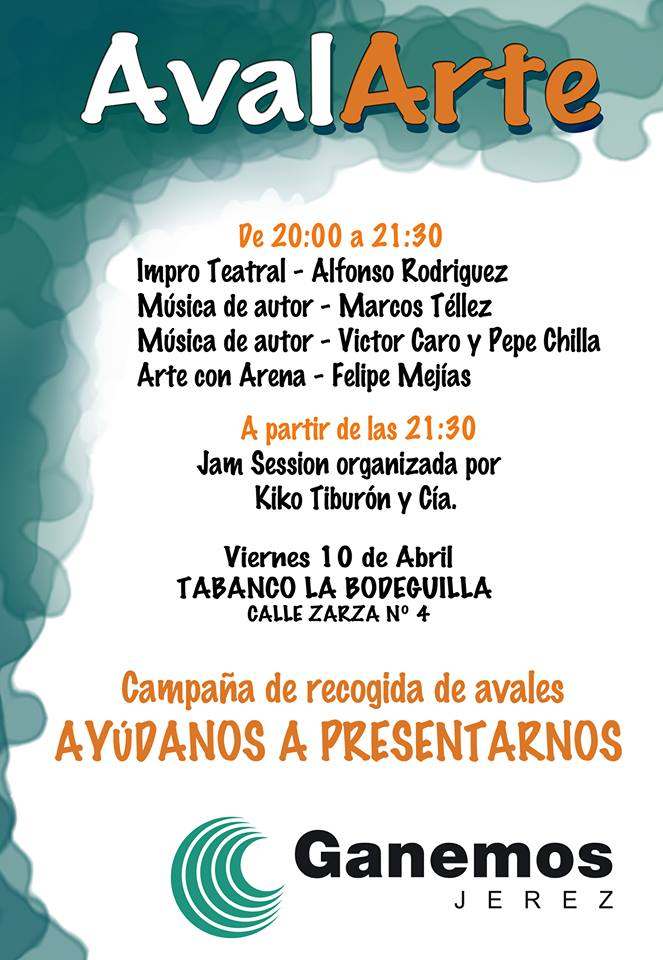 AvalArte
De 20:00 a 21:30
Impro Teatral - Alfonso Rodriguez
Música de autor - Marcos Téllez
Música de autor - Victor Caro y Pepe Chilla
Arte con Arena - Felipe Mejías
A partir de las 21:30
Jam Session organizada por
Kiko Tiburón y Cía.
Viernes 10 de Abril
TABANCO LA BODEGUILLA
CALLE ZARZA Nº 4
Campaña de recogida de avales
AYÚDANOS A PRESENTARNOS
Ganemos
JEREZ